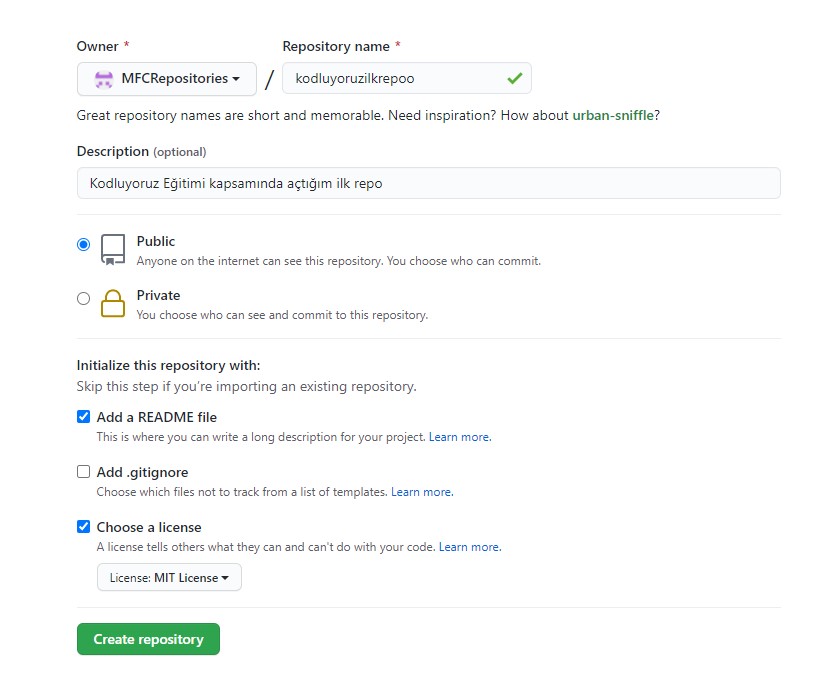 Owner *
Repository name *
MFCRepositories
/
kodluyoruzilkrepoo
Great repository names are short and memorable. Need inspiration? How about urban-sniffle?
Description (optional)
Kodluyoruz Eğitimi kapsamında açtığım ilk repo
Public
Anyone on the internet can see this repository. You choose who can commit.
Private
You choose who can see and commit to this repository.
Initialize this repository with:
Skip this step if you're importing an existing repository.
Add a README file
This is where you can write a long description for your project. Learn more.
Add .gitignore
Choose which files not to track from a list of templates. Learn more.
Choose a license
A license tells others what they can and can't do with your code. Learn more.
License: MIT License
Create repository